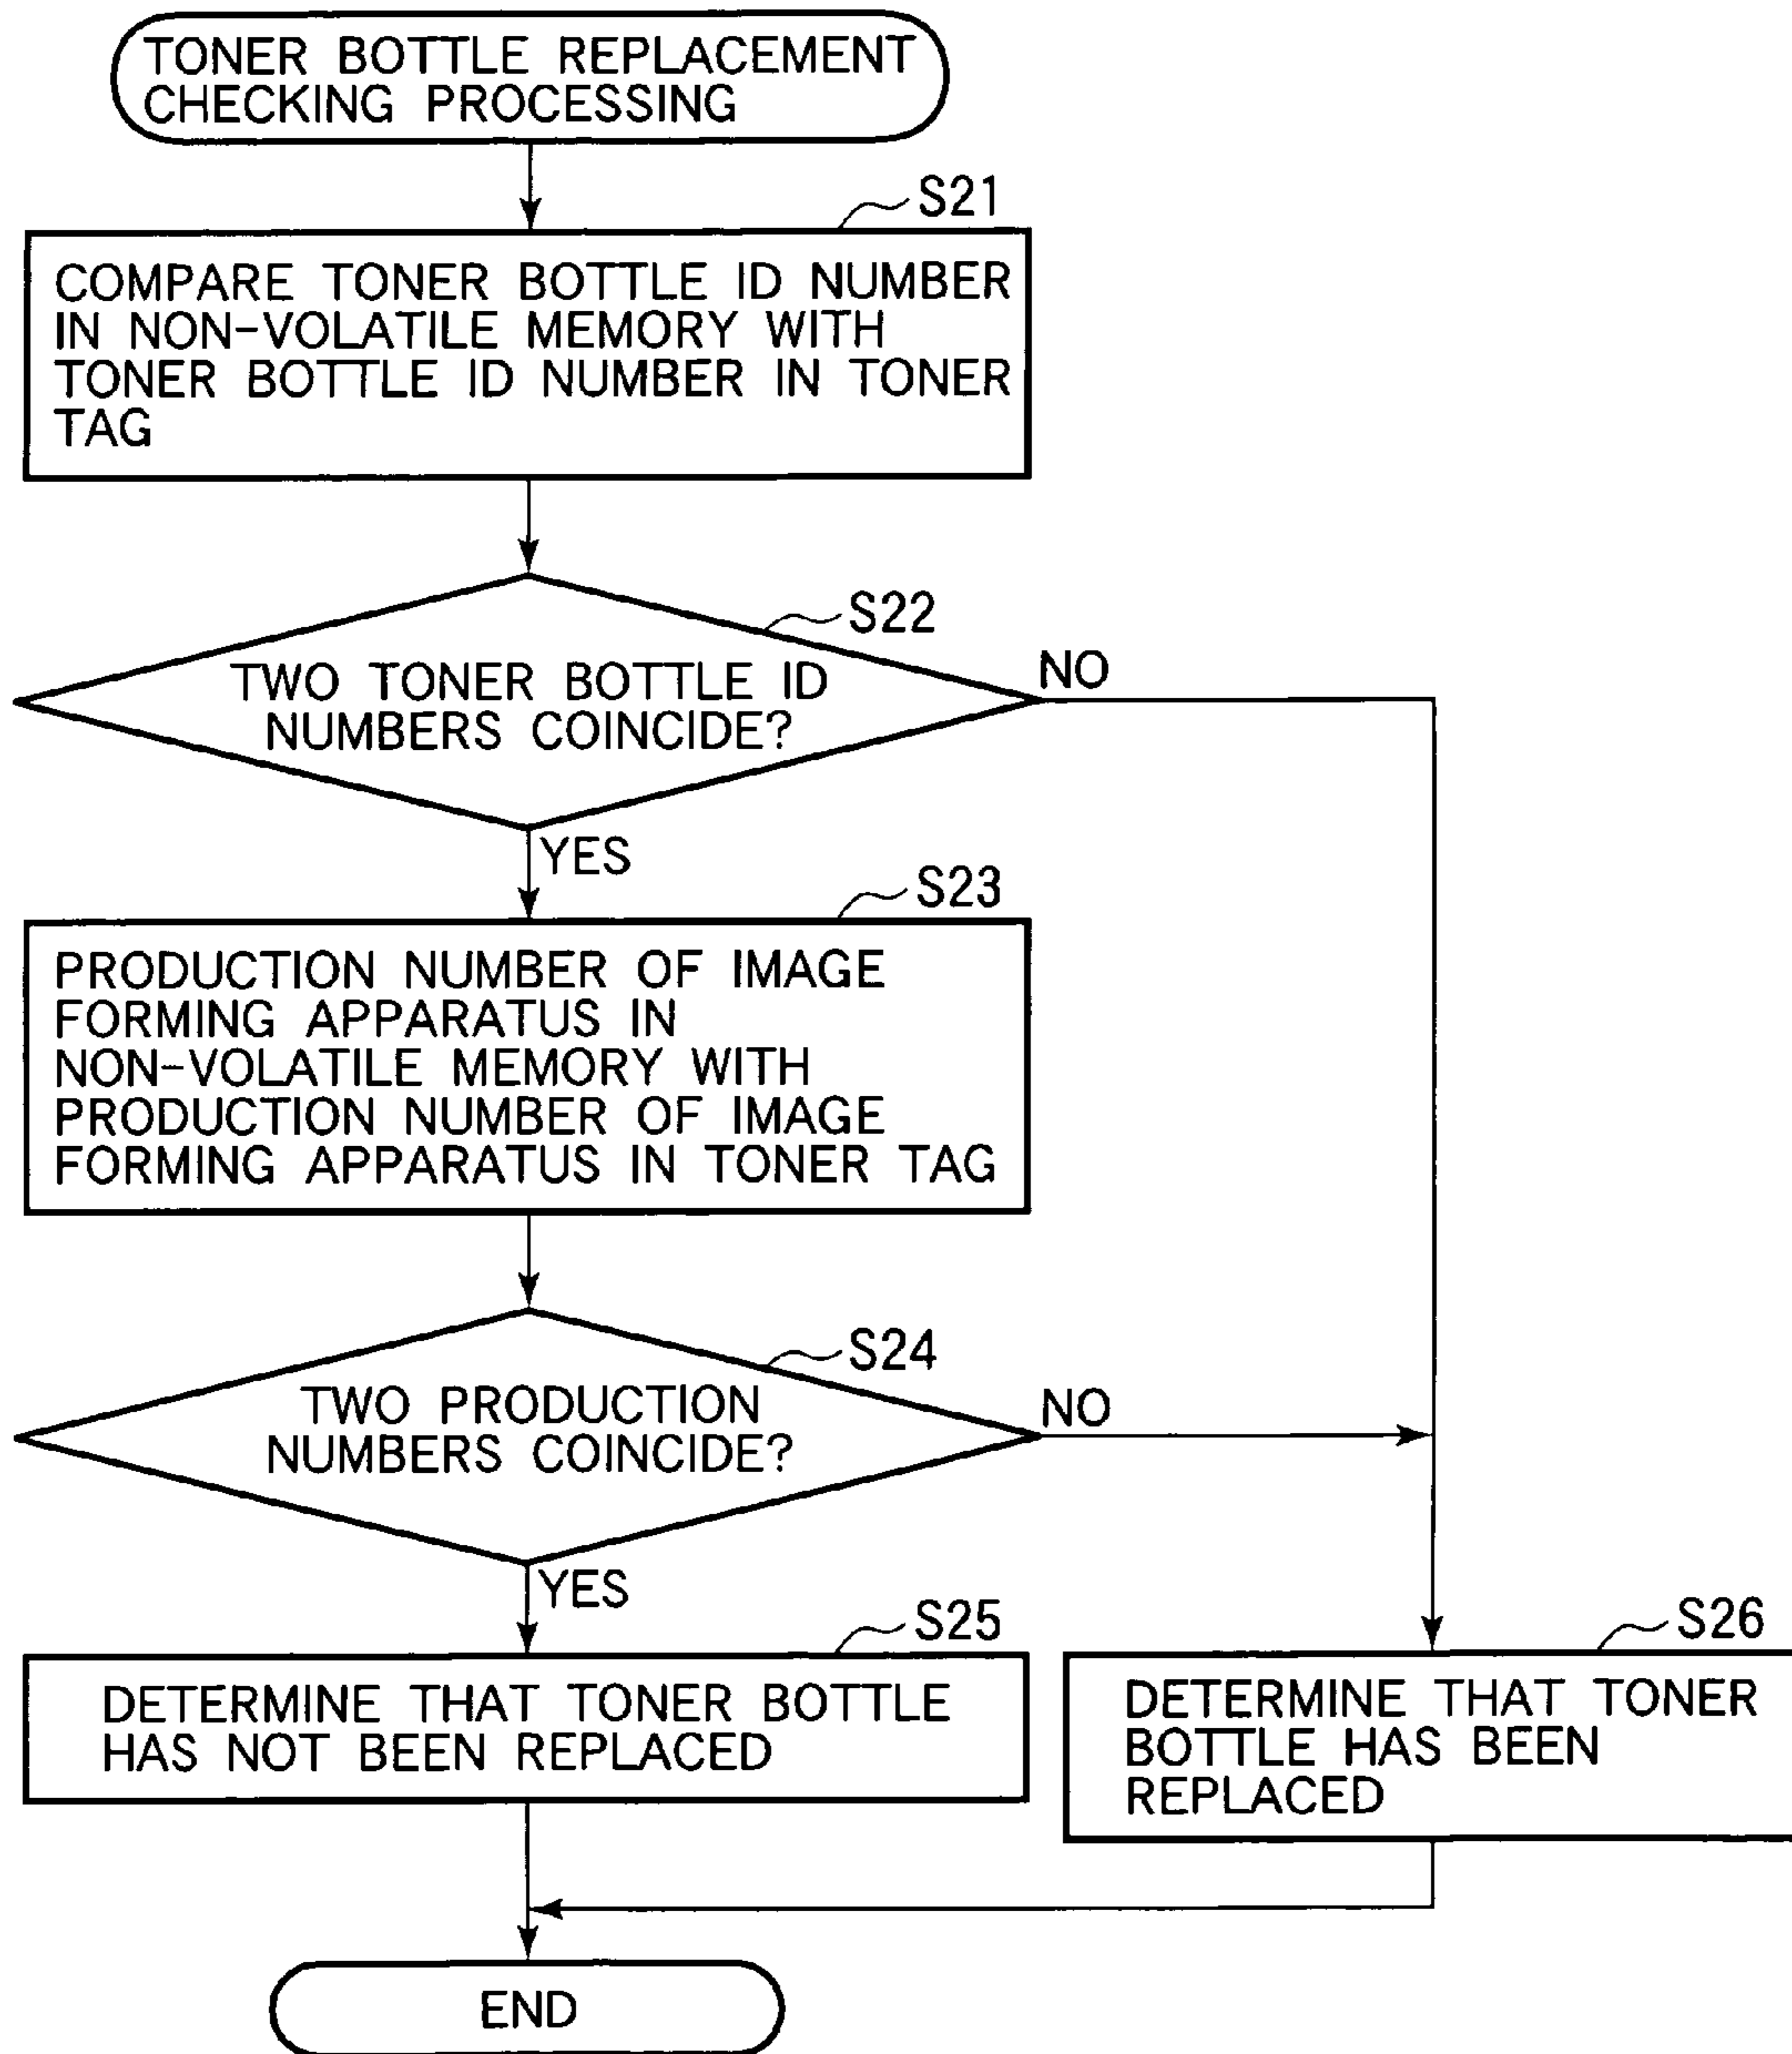 TONER BOTTLE REPLACEMENT
CHECKING PROCESSING
S21
COMPARE TONER BOTTLE ID NUMBER
IN NON-VOLATILE MEMORY WITH
TONER BOTTLE ID NUMBER IN TONER
TAG
S22
TWO TONER BOTTLE ID
NUMBERS COINCIDE?
NO
YES
S23
PRODUCTION NUMBER OF IMAGE
FORMING APPARATUS IN
NON-VOLATILE MEMORY WITH
PRODUCTION NUMBER OF IMAGE
FORMING APPARATUS IN TONER TAG
S24
TWO PRODUCTION
NUMBERS COINCIDE?
NO
YES
S25
DETERMINE THAT TONER BOTTLE
HAS NOT BEEN REPLACED
S26
DETERMINE THAT TONER
BOTTLE HAS BEEN
REPLACED
END